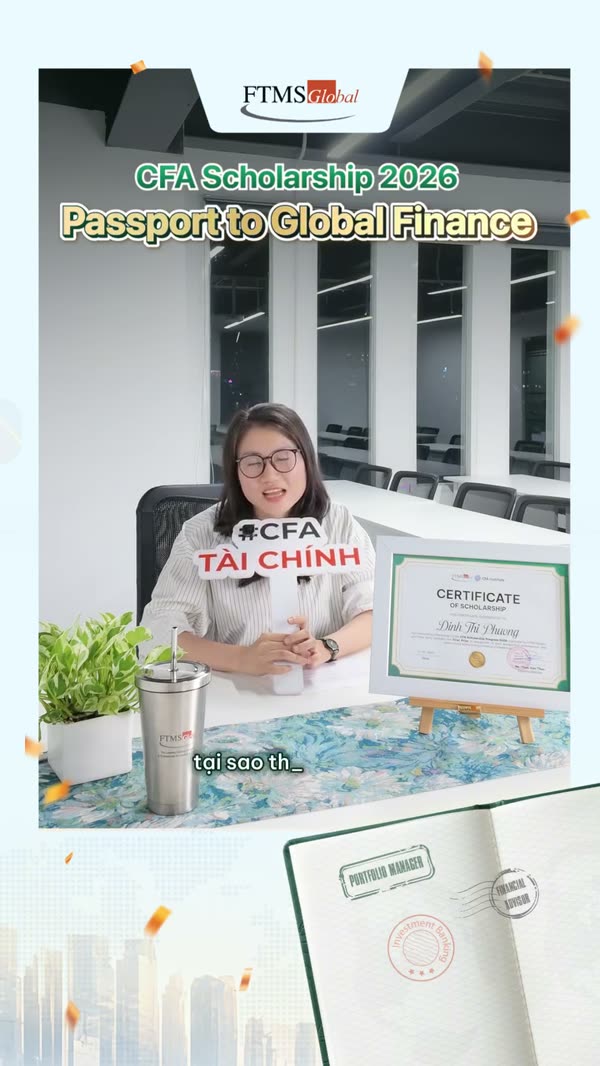 FTMSGlobal
CFA Scholarship 2026
Passport to Global Finance
#CFA
TÀI CHÍNH
CERTIFICATE
OF SCHOLARSHIP
Đinh Thị Phương
FTMS
tại sao th_
PORTFOLIO MANAGER
FINANCIAL
ADVISOR
Investment Banking